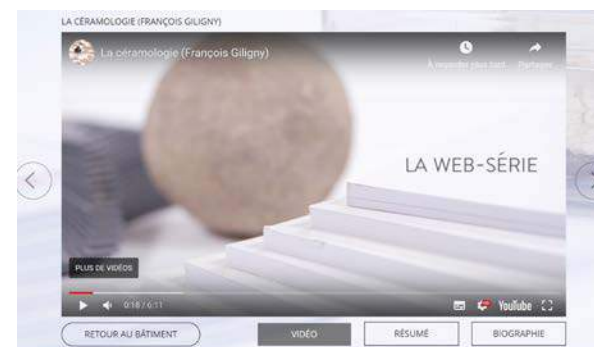 LA CÉRAMOLOGIE (FRANÇOIS GILIGNY)
La céramologie (François Giligny)
À regarder plus tard
Partager
LA WEB-SÉRIE
PLUS DE VIDÉOS
0:18 / 6:11
YouTube
RETOUR AU BÂTIMENT
VIDÉO
RÉSUMÉ
BIOGRAPHIE